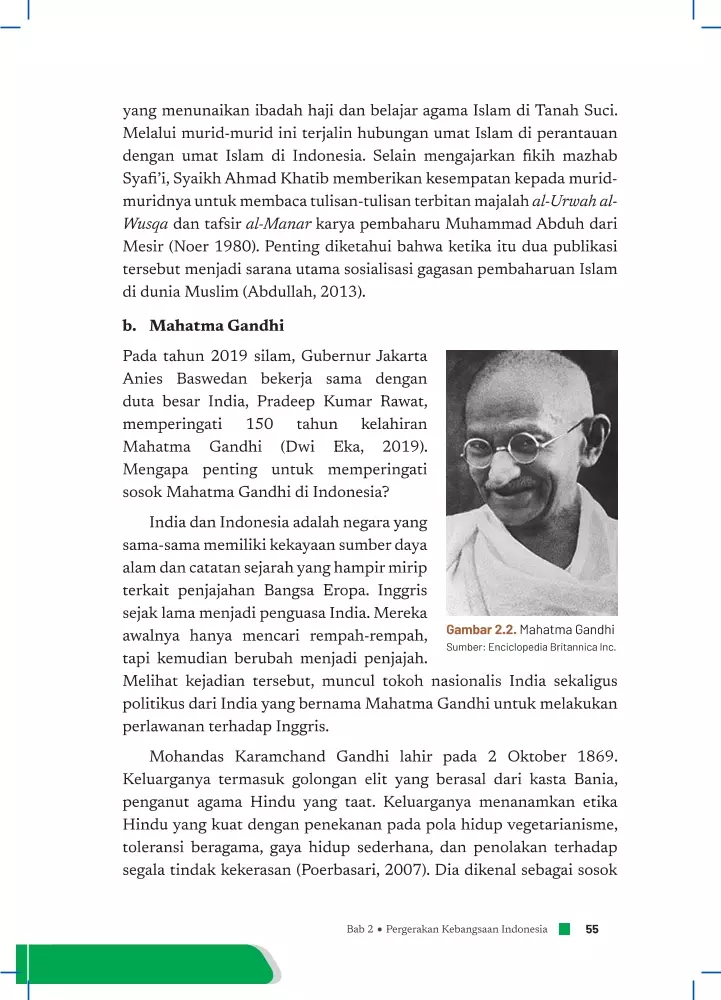 yang menunaikan ibadah haji dan belajar agama Islam di Tanah Suci.
Melalui murid-murid ini terjalin hubungan umat Islam di perantauan
dengan umat Islam di Indonesia. Selain mengajarkan fikih mazhab
Syafi’i, Syaikh Ahmad Khatib memberikan kesempatan kepada murid-
muridnya untuk membaca tulisan-tulisan terbitan majalah al-Urwah al-
Wusqa dan tafsir al-Manar karya pembaharu Muhammad Abduh dari
Mesir (Noer 1980). Penting diketahui bahwa ketika itu dua publikasi
tersebut menjadi sarana utama sosialisasi gagasan pembaharuan Islam
di dunia Muslim (Abdullah, 2013).
b. Mahatma Gandhi
Pada tahun 2019 silam, Gubernur Jakarta
Anies Baswedan bekerja sama dengan
duta besar India, Pradeep Kumar Rawat,
memperingati 150 tahun kelahiran
Mahatma Gandhi (Dwi Eka, 2019).
Mengapa penting untuk memperingati
sosok Mahatma Gandhi di Indonesia?
India dan Indonesia adalah negara yang
sama-sama memiliki kekayaan sumber daya
alam dan catatan sejarah yang hampir mirip
terkait penjajahan Bangsa Eropa. Inggris
sejak lama menjadi penguasa India. Mereka
awalnya hanya mencari rempah-rempah,
tapi kemudian berubah menjadi penjajah.
Gambar 2.2. Mahatma Gandhi
Sumber: Enciclopedia Britannica Inc.
Melihat kejadian tersebut, muncul tokoh nasionalis India sekaligus
politikus dari India yang bernama Mahatma Gandhi untuk melakukan
perlawanan terhadap Inggris.
Mohandas Karamchand Gandhi lahir pada 2 Oktober 1869.
Keluarganya termasuk golongan elit yang berasal dari kasta Bania,
penganut agama Hindu yang taat. Keluarganya menanamkan etika
Hindu yang kuat dengan penekanan pada pola hidup vegetarianisme,
toleransi beragama, gaya hidup sederhana, dan penolakan terhadap
segala tindak kekerasan (Poerbasari, 2007). Dia dikenal sebagai sosok
Bab 2 • Pergerakan Kebangsaan Indonesia 55